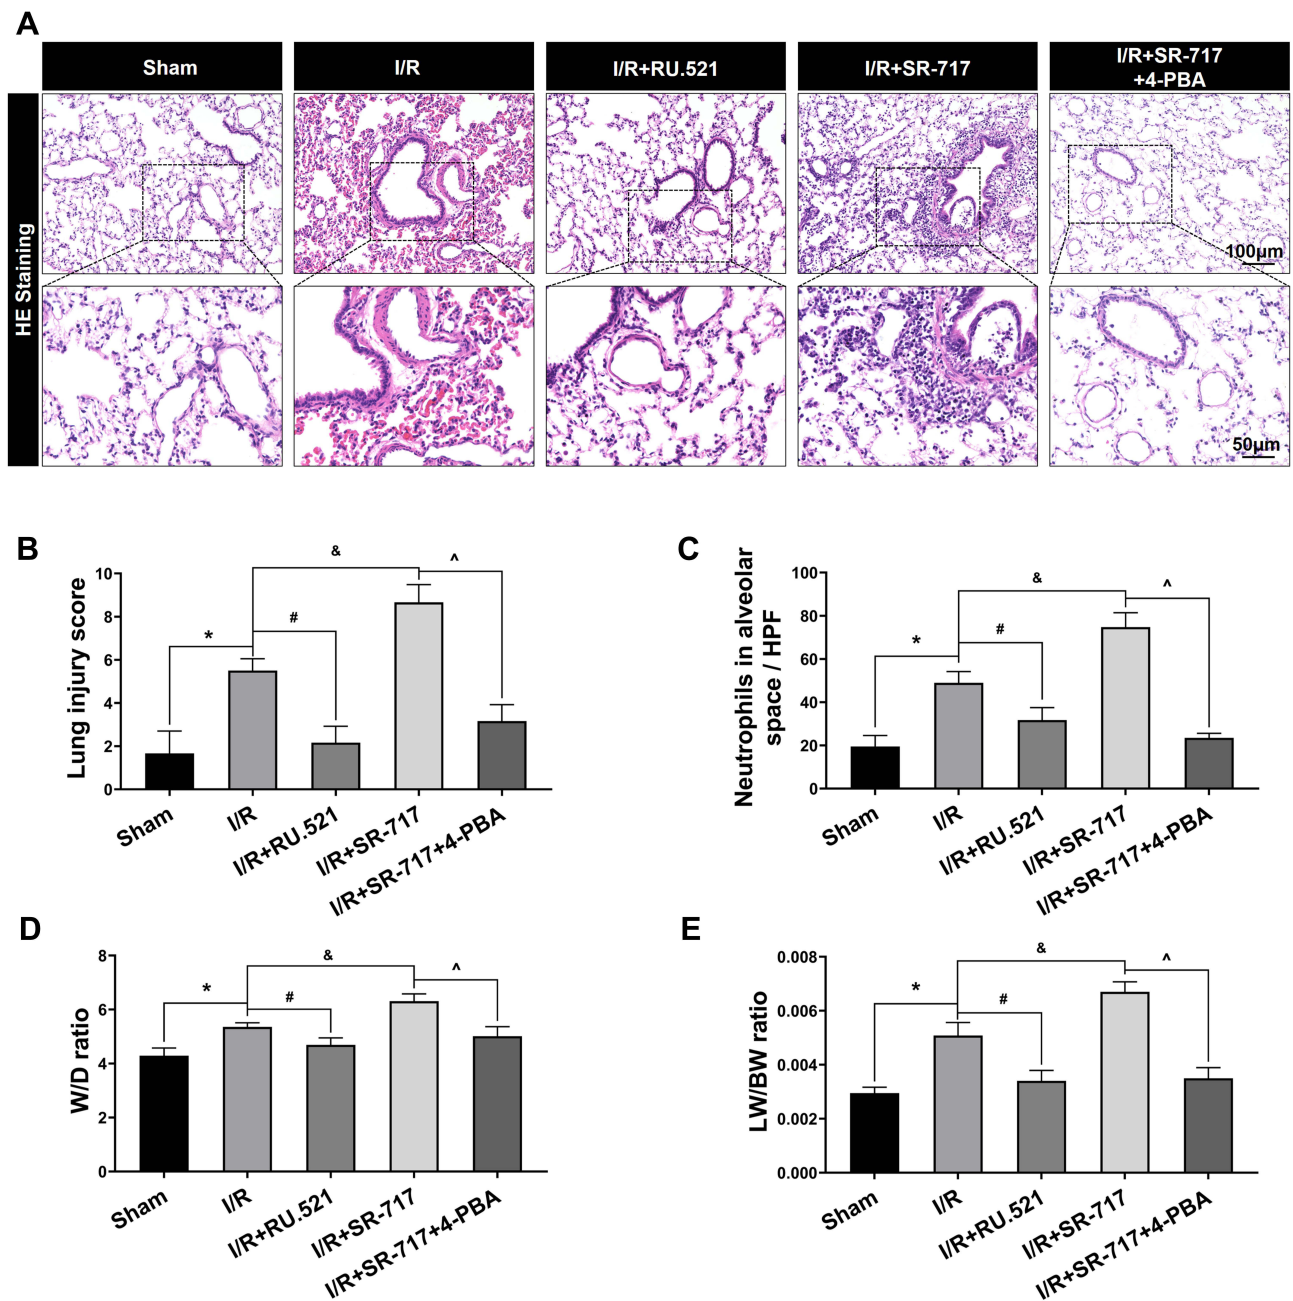 A
Sham
I/R
I/R+RU.521
I/R+SR-717
I/R+SR-717
+4-PBA
HE Staining
100μm
50μm
B
Lung injury score
10
8
6
4
2
0
*
#
&
^
Sham
I/R
I/R+RU.521
I/R+SR-717
I/R+SR-717+4-PBA
C
Neutrophils in alveolar
space / HPF
100
80
60
40
20
0
*
#
&
^
Sham
I/R
I/R+RU.521
I/R+SR-717
I/R+SR-717+4-PBA
D
W/D ratio
8
6
4
2
0
*
#
&
^
Sham
I/R
I/R+RU.521
I/R+SR-717
I/R+SR-717+4-PBA
E
LW/BW ratio
0.008
0.006
0.004
0.002
0.000
*
#
&
^
Sham
I/R
I/R+RU.521
I/R+SR-717
I/R+SR-717+4-PBA